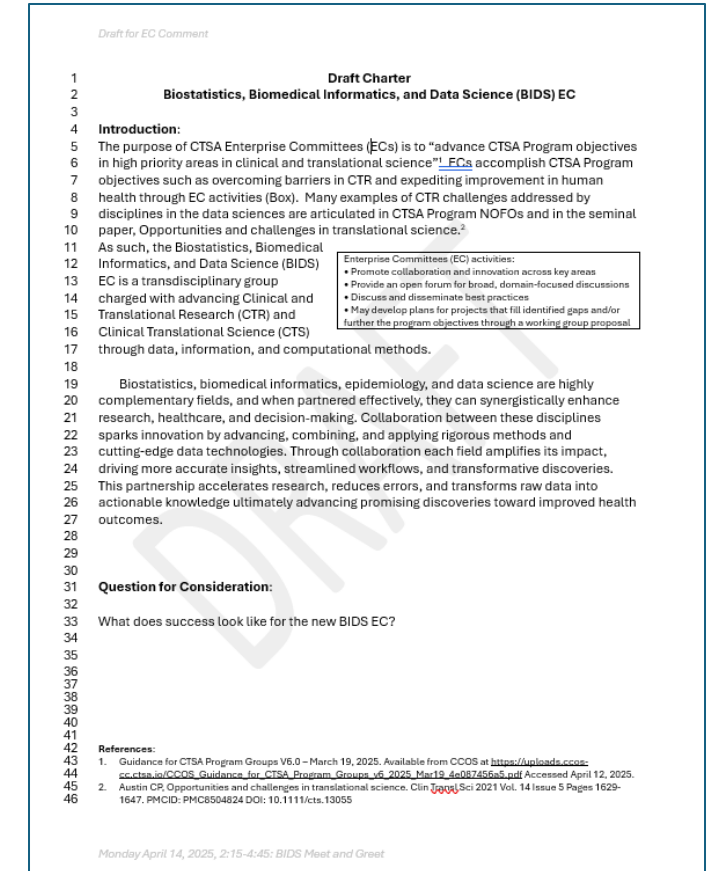 Draft for EC Comment
1 Draft Charter
2 Biostatistics, Biomedical Informatics, and Data Science (BIDS) EC
3
4 Introduction:
5 The purpose of CTSA Enterprise Committees (ECs) is to “advance CTSA Program objectives
6 in high priority areas in clinical and translational science”¹ ECs accomplish CTSA Program
7 objectives such as overcoming barriers in CTR and expediting improvement in human
8 health through EC activities (Box). Many examples of CTR challenges addressed by
9 disciplines in the data sciences are articulated in CTSA Program NOFOs and in the seminal
10 paper, Opportunities and challenges in translational science.²
11 As such, the Biostatistics, Biomedical
12 Informatics, and Data Science (BIDS)
13 EC is a transdisciplinary group
14 charged with advancing Clinical and
15 Translational Research (CTR) and
16 Clinical Translational Science (CTS)
Enterprise Committees (EC) activities:
• Promote collaboration and innovation across key areas
• Provide an open forum for broad, domain-focused discussions
• Discuss and disseminate best practices
• May develop plans for projects that fill identified gaps and/or
further the program objectives through a working group proposal
17 through data, information, and computational methods.
18
19 Biostatistics, biomedical informatics, epidemiology, and data science are highly
20 complementary fields, and when partnered effectively, they can synergistically enhance
21 research, healthcare, and decision-making. Collaboration between these disciplines
22 sparks innovation by advancing, combining, and applying rigorous methods and
23 cutting-edge data technologies. Through collaboration each field amplifies its impact,
24 driving more accurate insights, streamlined workflows, and transformative discoveries.
25 This partnership accelerates research, reduces errors, and transforms raw data into
26 actionable knowledge ultimately advancing promising discoveries toward improved health
27 outcomes.
28
29
30
31 Question for Consideration:
32
33 What does success look like for the new BIDS EC?
34
35
36
37
38
39
40
41
42 References:
43 1. Guidance for CTSA Program Groups V6.0 – March 19, 2025. Available from CCOS at https://uploads.ccos-
44 cc.ctsa.io/CCOS_Guidance_for_CTSA_Program_Groups_v6_2025_Mar19_4e087456a5.pdf Accessed April 12, 2025.
45 2. Austin CP, Opportunities and challenges in translational science. Clin Transl Sci 2021 Vol. 14 Issue 5 Pages 1629-
46 1647. PMCID: PMC8504824 DOI: 10.1111/cts.13055
Monday April 14, 2025, 2:15-4:45: BIDS Meet and Greet
DRAFT